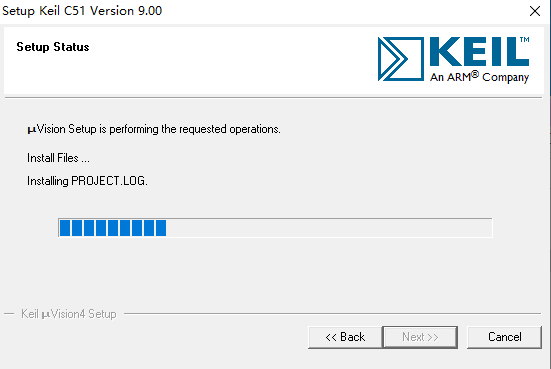 Setup Keil C51 Version 9.00
Setup Status
KEIL™
An ARM® Company
µVision Setup is performing the requested operations.
Install Files ...
Installing PROJECT.LOG.
Keil µVision4 Setup
<< Back
Next >>
Cancel